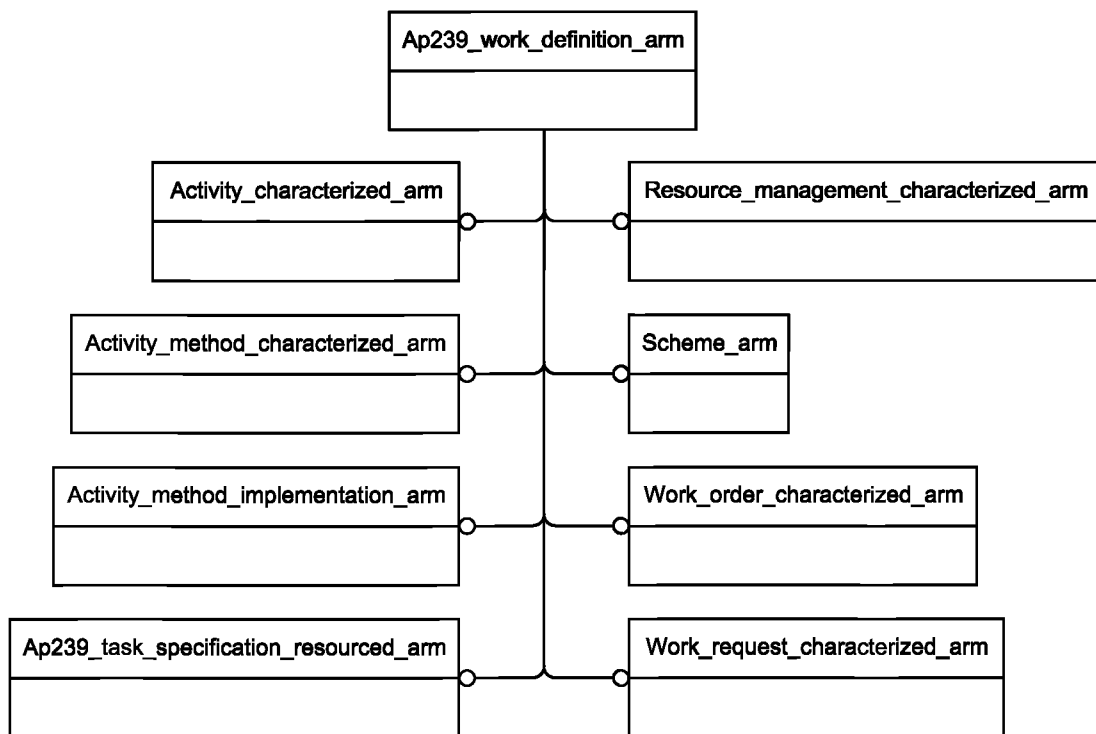 Ap239_work_definition_arm
Activity_characterized_arm
Resource_management_characterized_arm
Activity_method_characterized_arm
Scheme_arm
Activity_method_implementation_arm
Work_order_characterized_arm
Ap239_task_specification_resourced_arm
Work_request_characterized_arm